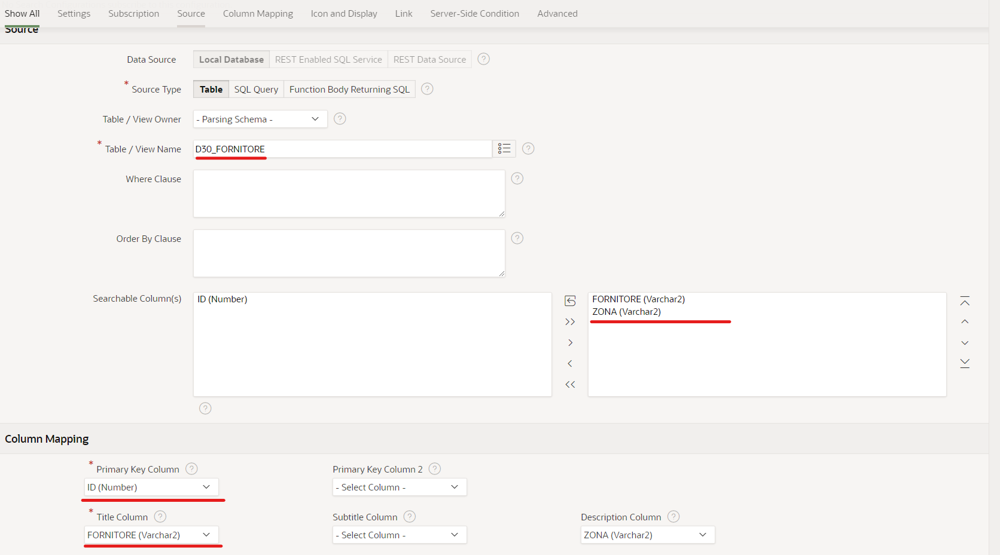 Show All Settings Subscription Source Column Mapping Icon and Display Link Server-Side Condition Advanced
Source
Data Source Local Database REST Enabled SQL Service REST Data Source ?
* Source Type Table SQL Query Function Body Returning SQL ?
Table / View Owner - Parsing Schema - ?
* Table / View Name D30_FORNITORE ?
Where Clause ?
Order By Clause ?
Searchable Column(s) ID (Number) FORNITORE (Varchar2)
ZONA (Varchar2)
?
Column Mapping
* Primary Key Column ? Primary Key Column 2 ?
ID (Number) - Select Column -
* Title Column ? Subtitle Column ? Description Column ?
FORNITORE (Varchar2) - Select Column - ZONA (Varchar2)